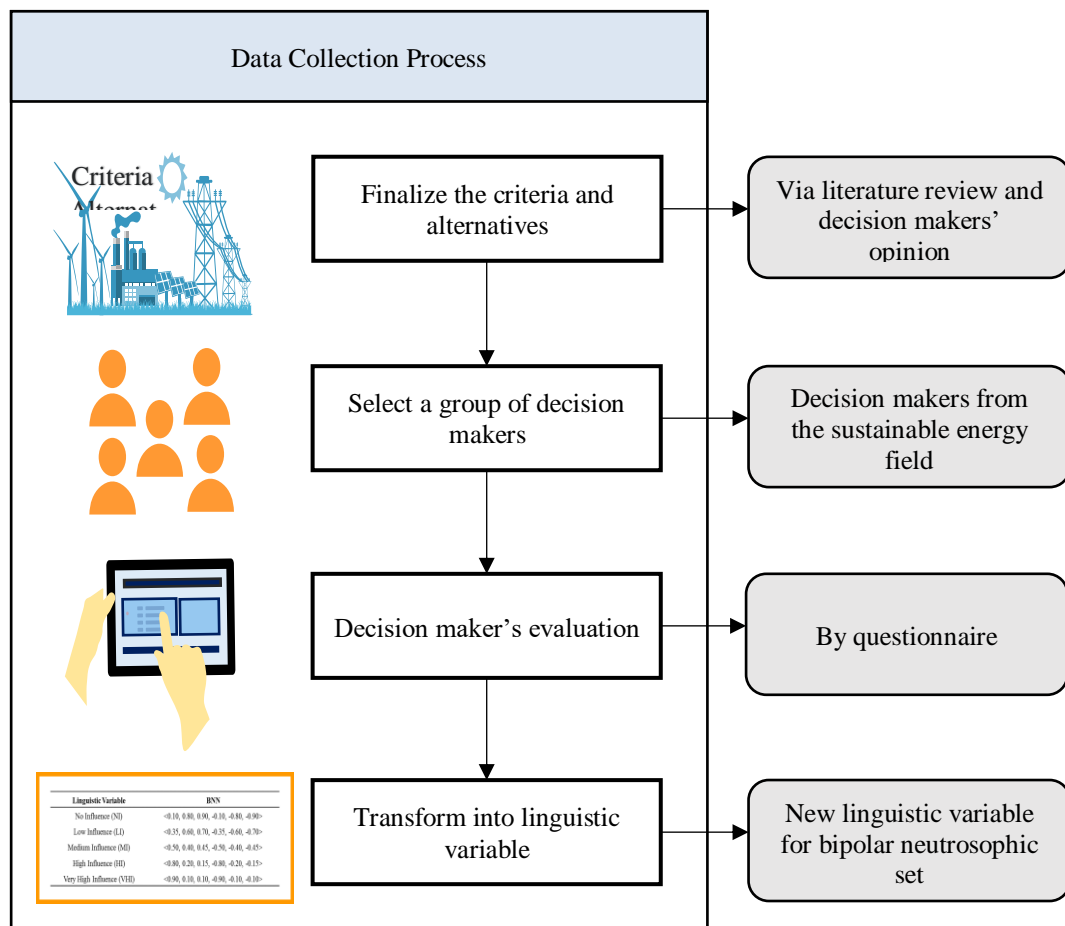 Data Collection Process
Criteria
Finalize the criteria and
alternatives
Via literature review and
decision makers'
opinion
Select a group of decision
makers
Decision makers from
the sustainable energy
field
Decision maker's evaluation
By questionnaire
Linguistic Variable BNN
No Influence (NI) <0.10, 0.80, 0.90, -0.10, -0.80, -0.90>
Low Influence (LI) <0.35, 0.60, 0.70, -0.35, -0.60, -0.70>
Medium Influence (MI) <0.50, 0.40, 0.45, -0.50, -0.40, -0.45>
High Influence (HI) <0.80, 0.20, 0.15, -0.80, -0.20, -0.15>
Very High Influence (VHI) <0.90, 0.10, 0.10, -0.90, -0.10, -0.10>
Transform into linguistic
variable
New linguistic variable
for bipolar neutrosophic
set